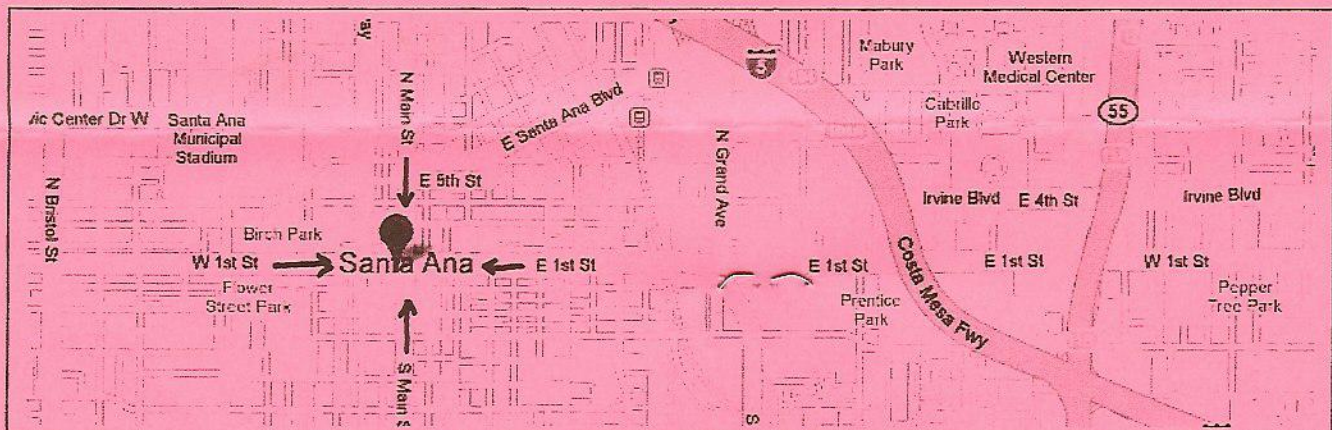 way
N Main St
5
Mabury
Park
Western
Medical Center
ic Center Dr W
Santa Ana
Municipal
Stadium
E Santa Ana Blvd
Cabrillo
Park
55
N Bristol St
E 5th St
N Grand Ave
Irvine Blvd
E 4th St
Irvine Blvd
Birch Park
W 1st St
Santa Ana
E 1st St
E 1st St
E 1st St
W 1st St
Flower
Street Park
Prentice
Park
Costa Mesa Fwy
Pepper
Tree Park
S Main S
S